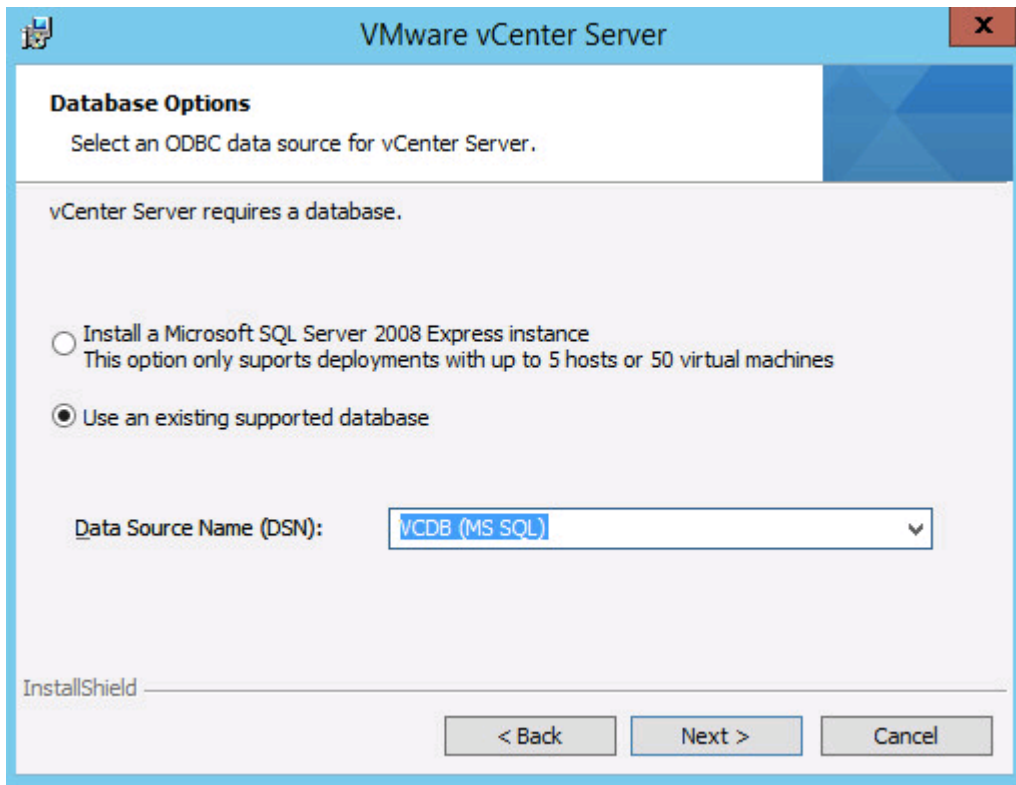 VMware vCenter Server
X
Database Options
Select an ODBC data source for vCenter Server.
vCenter Server requires a database.
Install a Microsoft SQL Server 2008 Express instance
This option only suports deployments with up to 5 hosts or 50 virtual machines
Use an existing supported database
Data Source Name (DSN): VCDB (MS SQL)
InstallShield
< Back Next > Cancel